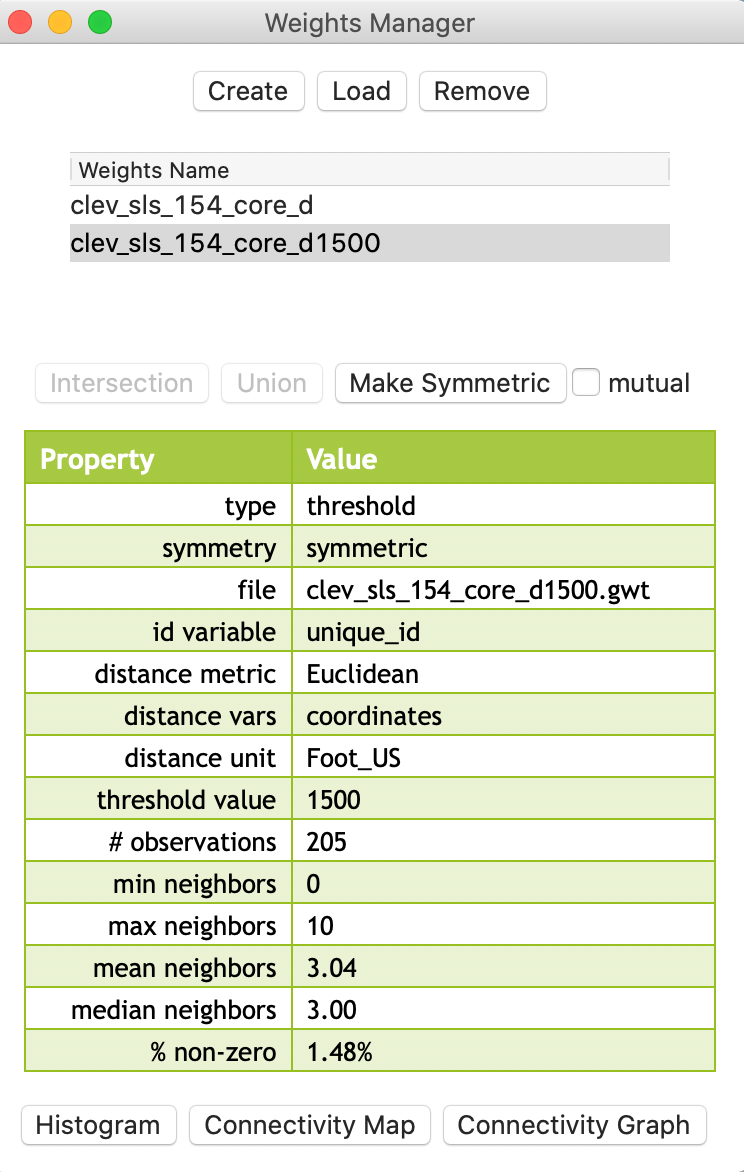 Weights Manager
Create Load Remove
Weights Name
clev_sls_154_core_d
clev_sls_154_core_d1500
Intersection Union Make Symmetric mutual
Property Value
type threshold
symmetry symmetric
file clev_sls_154_core_d1500.gwt
id variable unique_id
distance metric Euclidean
distance vars coordinates
distance unit Foot_US
threshold value 1500
# observations 205
min neighbors 0
max neighbors 10
mean neighbors 3.04
median neighbors 3.00
% non-zero 1.48%
Histogram Connectivity Map Connectivity Graph